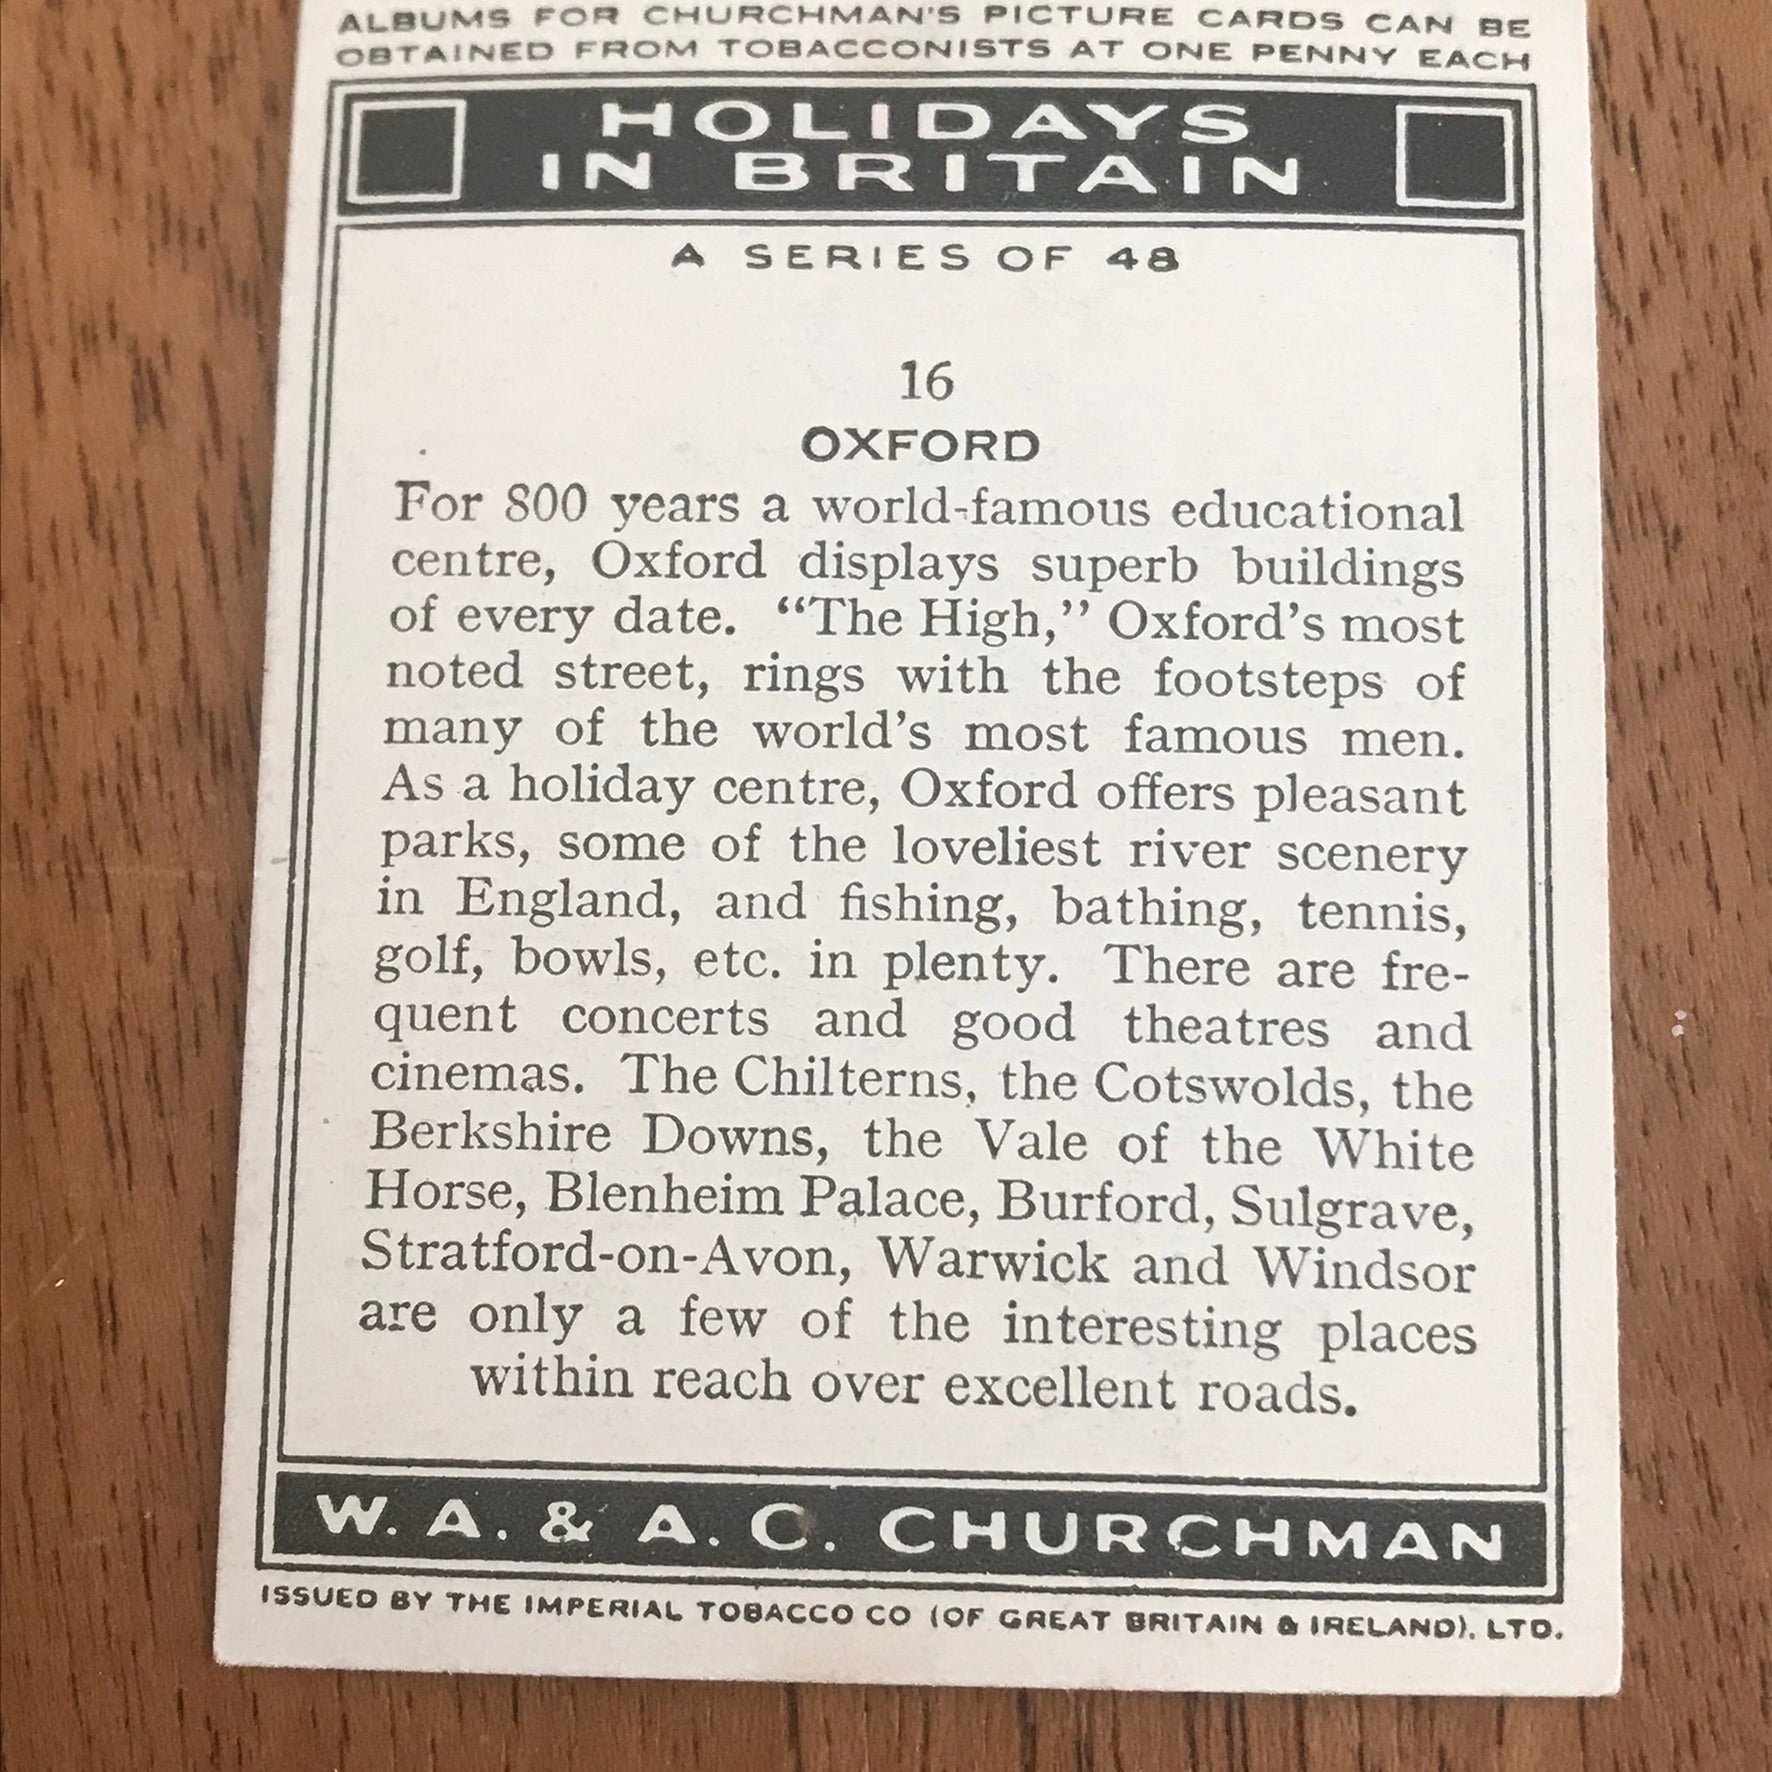 ALBUMS FOR CHURCHMAN'S PICTURE CARDS CAN BE
OBTAINED FROM TOBACCONISTS AT ONE PENNY EACH
HOLIDAYS
IN BRITAIN
A SERIES OF 48
16
OXFORD
For 800 years a world-famous educational
centre, Oxford displays superb buildings
of every date. “The High,” Oxford’s most
noted street, rings with the footsteps of
many of the world’s most famous men.
As a holiday centre, Oxford offers pleasant
parks, some of the loveliest river scenery
in England, and fishing, bathing, tennis,
golf, bowls, etc. in plenty. There are fre-
quent concerts and good theatres and
cinemas. The Chilterns, the Cotswolds, the
Berkshire Downs, the Vale of the White
Horse, Blenheim Palace, Burford, Sulgrave,
Stratford-on-Avon, Warwick and Windsor
are only a few of the interesting places
within reach over excellent roads.
W. A. & A. C. CHURCHMAN
ISSUED BY THE IMPERIAL TOBACCO CO (OF GREAT BRITAIN & IRELAND), LTD.